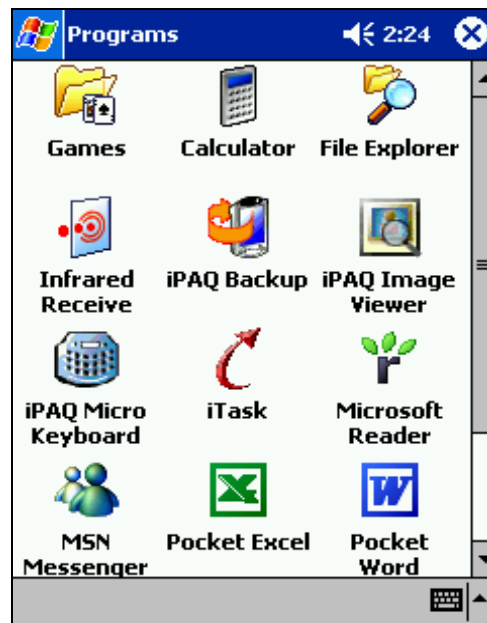 Programs 2:24
Games Calculator File Explorer
Infrared iPAQ Backup iPAQ Image
Receive Viewer
iPAQ Micro iTask Microsoft
Keyboard Reader
MSN Pocket Excel Pocket
Messenger Word